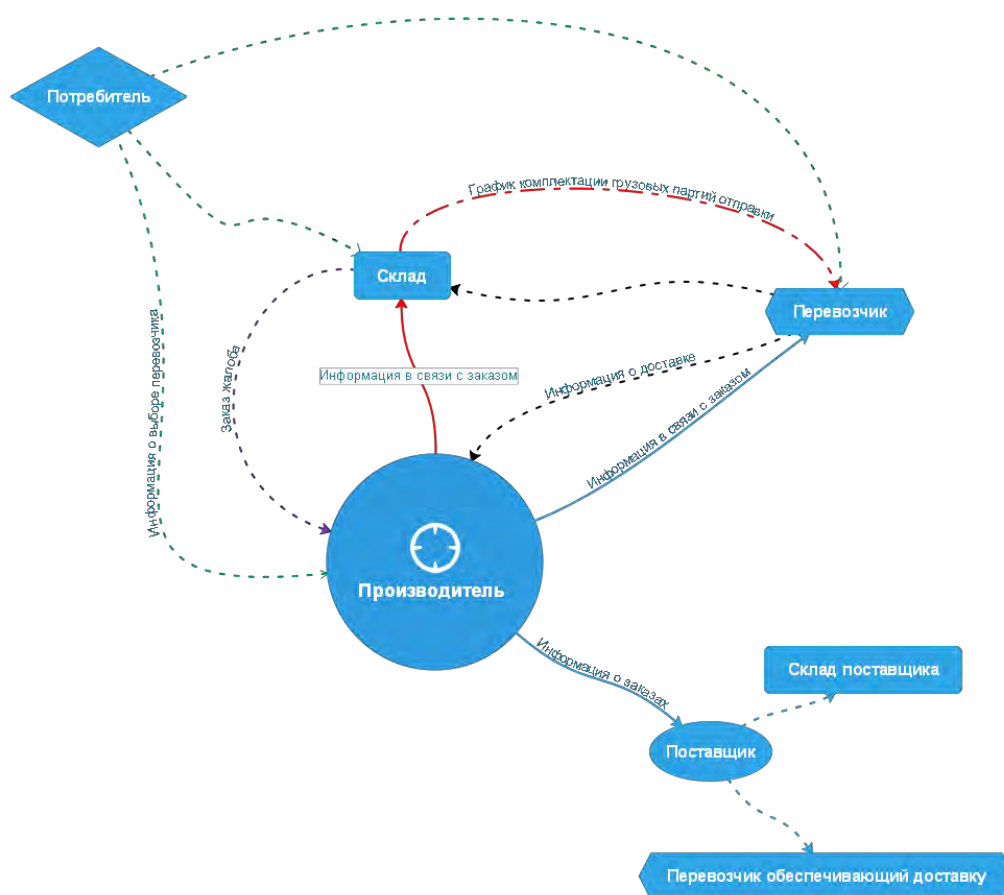 Потребитель
График комплектации грузовых партий отправки
Склад
Перевозчик
Информация о выборе перевозчика
Заказ жалоба
Информация в связи с заказом
Информация о доставке
Информация в связи с заказом
Производитель
Информация о заказах
Склад поставщика
Поставщик
Перевозчик обеспечивающий доставку